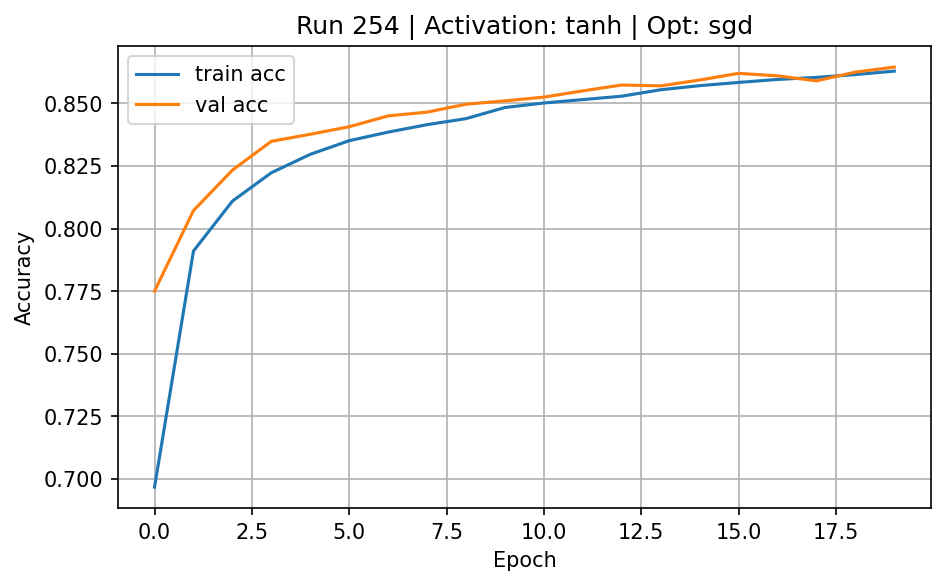 Run 254 | Activation: tanh | Opt: sgd
train acc
val acc
0.850
0.825
0.800
0.775
0.750
0.725
0.700
Accuracy
0.0 2.5 5.0 7.5 10.0 12.5 15.0 17.5
Epoch